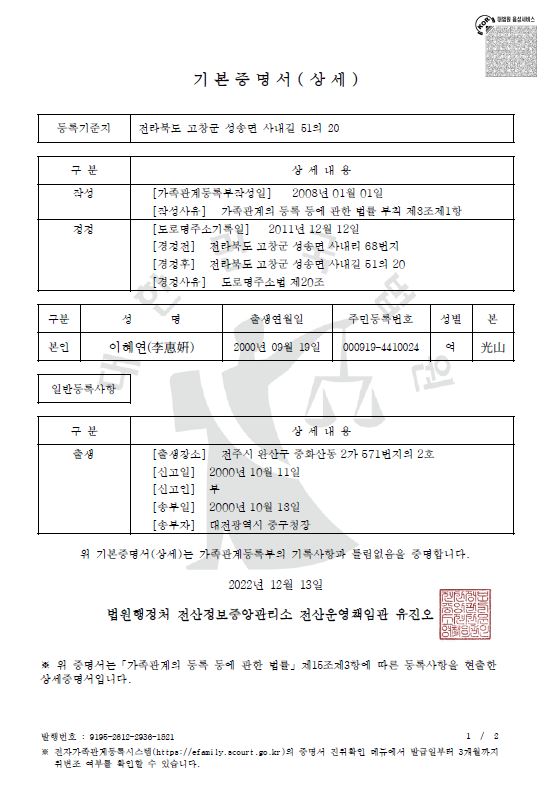 대법원 음성서비스
기 본 증 명 서 ( 상 세 )
등록기준지 전라북도 고창군 성송면 사내길 51의 20
구 분 상 세 내 용
작성 [가족관계등록부작성일] 2008년 01월 01일
[작성사유] 가족관계의 등록 등에 관한 법률 부칙 제3조제1항
경정 [도로명주소기록일] 2011년 12월 12일
[경정전] 전라북도 고창군 성송면 사내리 68번지
[경정후] 전라북도 고창군 성송면 사내길 51의 20
[경정사유] 도로명주소법 제20조
구분 성 명 출생연월일 주민등록번호 성별 본
본인 이혜연(李惠姸) 2000년 09월 19일 000919-4410024 여 光山
일반등록사항
구 분 상 세 내 용
출생 [출생장소] 전주시 완산구 중화산동 2가 571번지의 2호
[신고일] 2000년 10월 11일
[신고인] 부
[송부일] 2000년 10월 18일
[송부자] 대전광역시 중구청장
위 기본증명서(상세)는 가족관계등록부의 기록사항과 틀림없음을 증명합니다.
2022년 12월 13일
법원행정처 전산정보중앙관리소 전산운영책임관 유진오
※ 위 증명서는「가족관계의 등록 등에 관한 법률」제15조제3항에 따른 등록사항을 현출한
상세증명서입니다.
발행번호 : 9195-2612-2936-1521 1 / 2
※ 전자가족관계등록시스템(https://efamily.scourt.go.kr)의 증명서 진위확인 메뉴에서 발급일부터 3개월까지
위변조 여부를 확인할 수 있습니다.